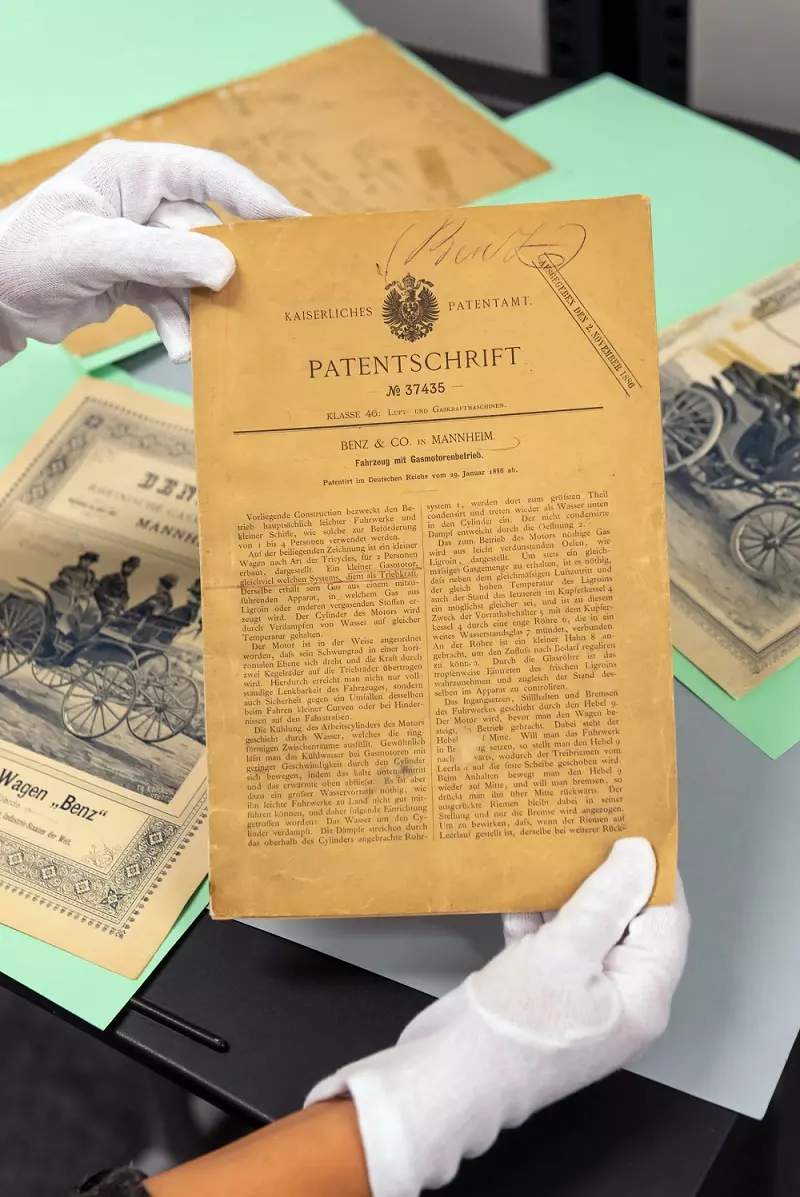 Benz
KAISERLICHES PATENTAMT.
AUSGEGEBEN DEN 2. NOVEMBER 1886
PATENTSCHRIFT
№ 37435
KLASSE 46: LUFT- UND GASKRAFTMASCHINEN.
BENZ & CO. IN MANNHEIM.
Fahrzeug mit Gasmotorenbetrieb.
Patentirt im Deutschen Reiche vom 29. Januar 1886 ab.
Vorliegende Construction bezweckt den Be-
trieb hauptsächlich leichter Fuhrwerke und
kleiner Schiffe, wie solche zur Beförderung
von 1 bis 4 Personen verwendet werden.
Auf der beiliegenden Zeichnung ist ein kleiner
Wagen nach Art der Tricycles, für 2 Personen
erbaut, dargestellt. Ein kleiner Gasmotor,
gleichviel welchen Systems, dient als Triebkraft.
Derselbe erhält sein Gas aus einem mitzu-
führenden Apparat, in welchem Gas aus
Ligroin oder anderen vergasenden Stoffen er-
zeugt wird. Der Cylinder des Motors wird
durch Verdampfen von Wasser auf gleicher
Temperatur gehalten.
Der Motor ist in der Weise angeordnet
worden, daß sein Schwungrad in einer hori-
zontalen Ebene sich dreht und die Kraft durch
zwei Kegelräder auf die Triebräder übertragen
wird. Hierdurch erreicht man nicht nur voll-
ständige Lenkbarkeit des Fahrzeuges, sondern
auch Sicherheit gegen ein Umfallen desselben
beim Fahren kleiner Curven oder bei Hinder-
nissen auf den Fahrstraßen.
Die Kühlung des Arbeitscylinders des Motors
geschieht durch Wasser, welches die ring-
förmigen Zwischenräume ausfüllt. Gewöhnlich
läßt man das Kühlwasser bei Gasmotoren mit
geringer Geschwindigkeit durch den Cylinder
sich bewegen, indem das kalte unten eintritt
und das erwärmte oben abfließt. Es ist aber
dazu ein großer Wasservorrath nöthig, wie
ihn leichte Fuhrwerke zu Land nicht gut mit-
führen können, und daher folgende Einrichtung
getroffen worden: Das Wasser um den Cy-
linder verdampft. Die Dämpfe streichen durch
das oberhalb des Cylinders angebrachte Rohr-
system 1, werden dort zum größten Theil
condensirt und treten wieder als Wasser unten
in den Cylinder ein. Der nicht condensirte
Dampf entweicht durch die Oeffnung 2.
Das zum Betrieb des Motors nöthige Gas
wird aus leicht verdunstenden Oelen, wie
Ligroin, dargestellt. Um stets ein gleich-
mäßiges Gasgemenge zu erhalten, ist es nöthig,
daß neben dem gleichmäßigen Luftzutritt und
der gleich hohen Temperatur des Ligroins
auch der Stand des letzteren im Kupferkessel 4
ein möglichst gleicher sei, und ist zu diesem
Zweck der Vorrathsbehälter 5 mit dem Kupfer-
kessel 4 durch eine enge Röhre 6, die in ein
weites Wasserstandsglas 7 mündet, verbunden.
An der Röhre ist ein kleiner Hahn 8 an-
gebracht, um den Zufluß nach Bedarf reguliren
zu können. Durch die Glasröhre ist das
tropfenweise Eintreten des frischen Ligroins
wahrzunehmen und zugleich der Stand des-
selben im Apparat zu controliren.
Das Ingangsetzen, Stillhalten und Bremsen
des Fuhrwerkes geschieht durch den Hebel 9.
Der Motor wird, bevor man den Wagen be-
steigt, in Betrieb gebracht. Dabei steht der
Hebel auf Mitte. Will man das Fuhrwerk
in setzen, so stellt man den Hebel 9
nach wodurch der Treibriemen vom
Leerlauf auf die feste Scheibe geschoben wird.
Beim Anhalten bewegt man den Hebel 9
wieder auf Mitte, und will man bremsen, so
drückt man ihn über Mitte rückwärts. Der
ausgerückte Riemen bleibt dabei in seiner
Stellung und nur die Bremse wird angezogen.
Um zu bewirken, daß, wenn der Riemen auf
Leerlauf gestellt ist, derselbe bei weiterer Rück-
BEN
RHEINISCHE GAS
MANNH
Wagen „Benz"
Industrie-Staaten der Welt.